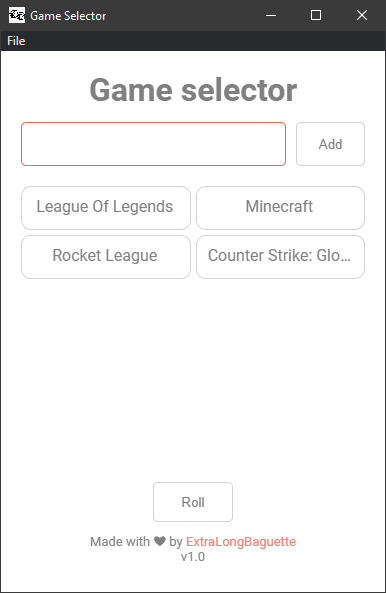 Game Selector
File
Game selector
Add
League Of Legends
Minecraft
Rocket League
Counter Strike: Glo...
Roll
Made with ♥ by ExtraLongBaguette
v1.0